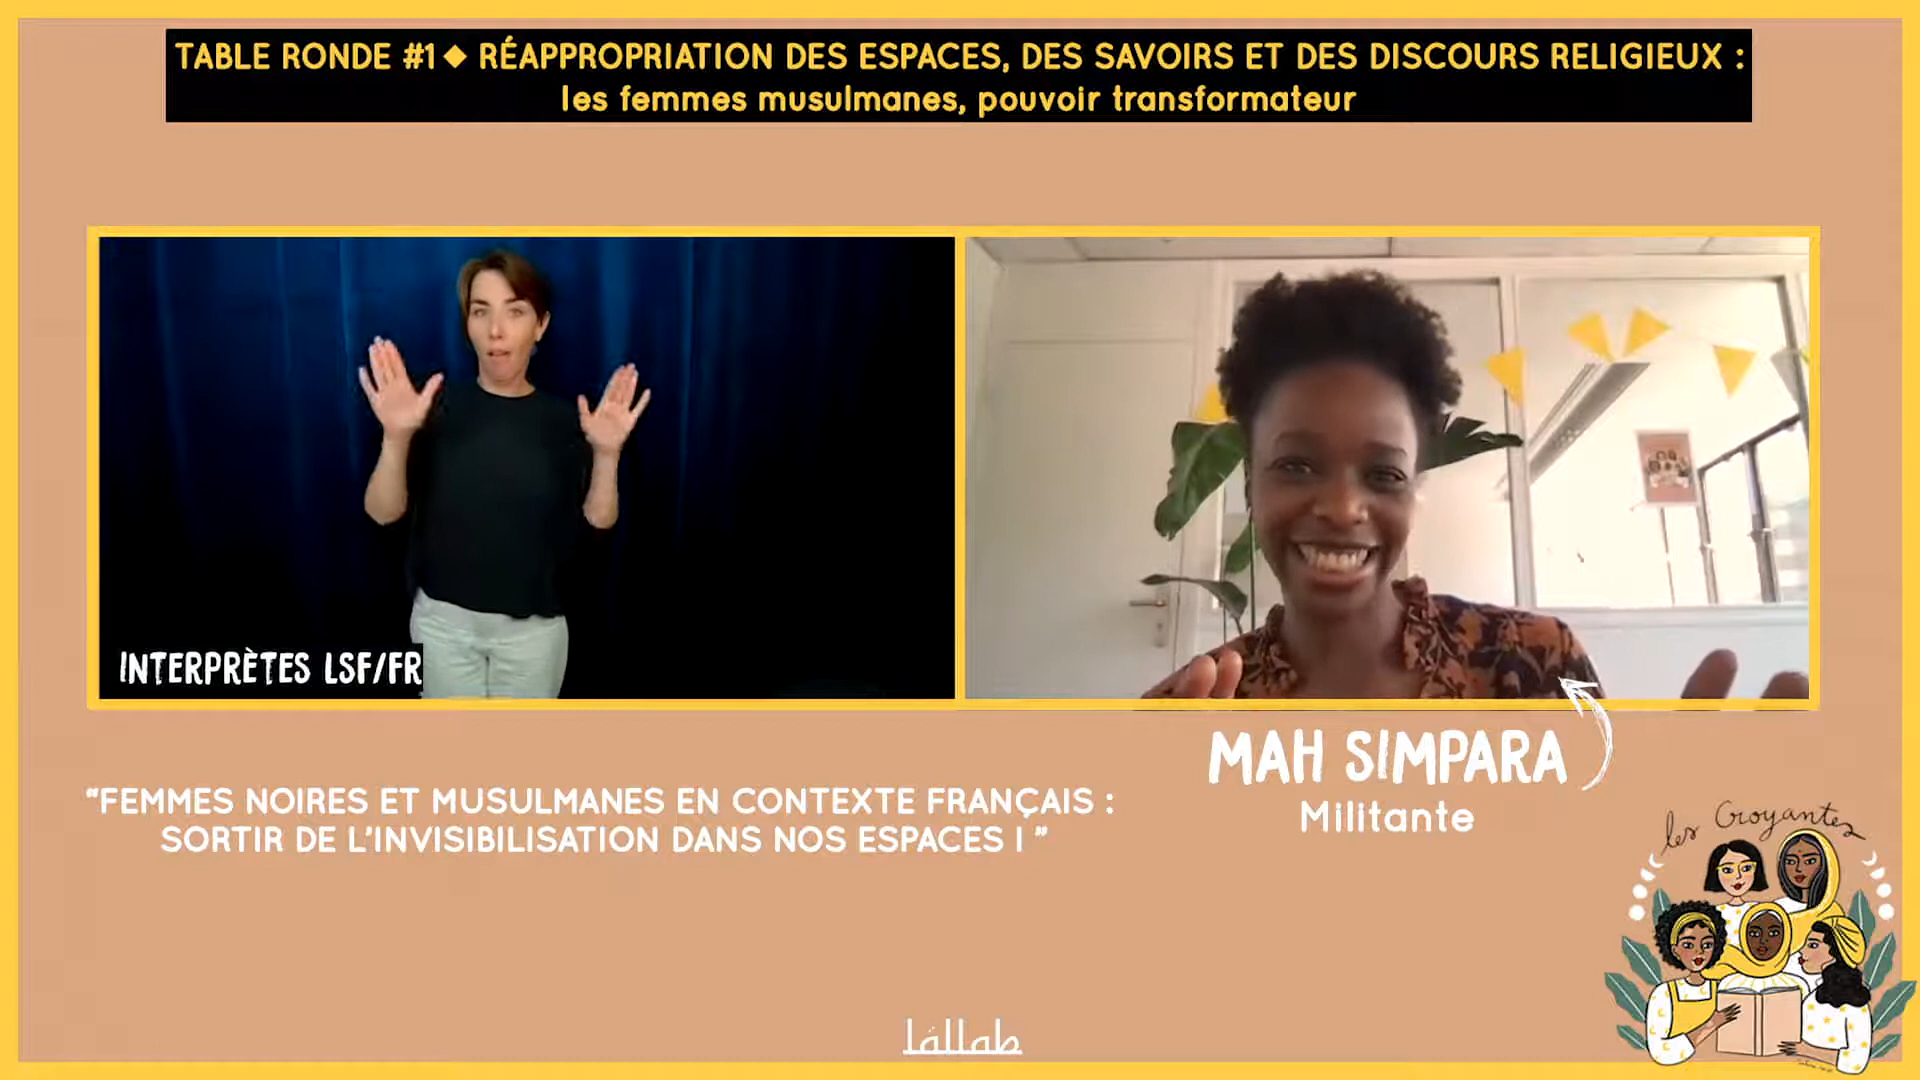 TABLE RONDE #1 ◆ RÉAPPROPRIATION DES ESPACES, DES SAVOIRS ET DES DISCOURS RELIGIEUX :
les femmes musulmanes, pouvoir transformateur
INTERPRÈTES LSF/FR
MAH SIMPARA
Militante
“FEMMES NOIRES ET MUSULMANES EN CONTEXTE FRANÇAIS :
SORTIR DE L'INVISIBILISATION DANS NOS ESPACES ! ”
les Croyantes
lallab